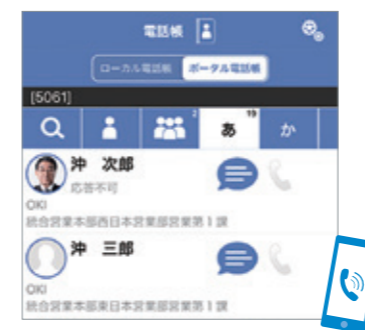 電話帳
ローカル電話帳 ポータル電話帳
[5061]
2 あ 19 か
沖 次郎
応答不可
OKI
統合営業本部西日本営業部営業第1課
沖 三郎
OKI
統合営業本部東日本営業部営業第1課